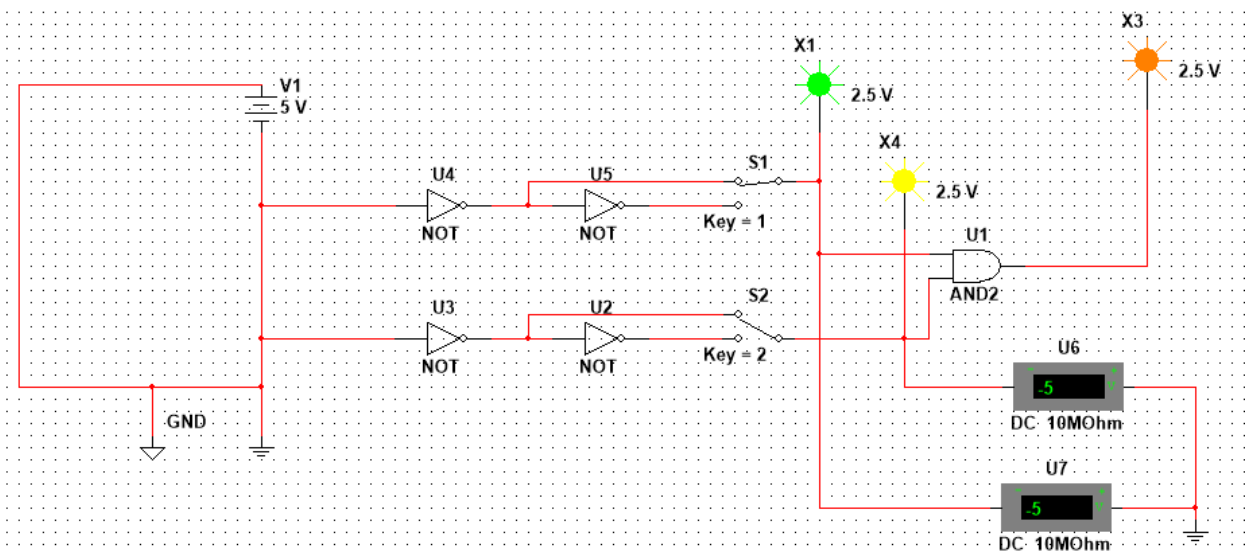 X3
2.5 V
X1
2.5 V
V1
5 V
X4
2.5 V
S1
U4
U5
Key = 1
NOT
NOT
U1
AND2
S2
U3
U2
Key = 2
NOT
NOT
U6
-5
V
DC 10MOhm
GND
U7
-5
V
DC 10MOhm